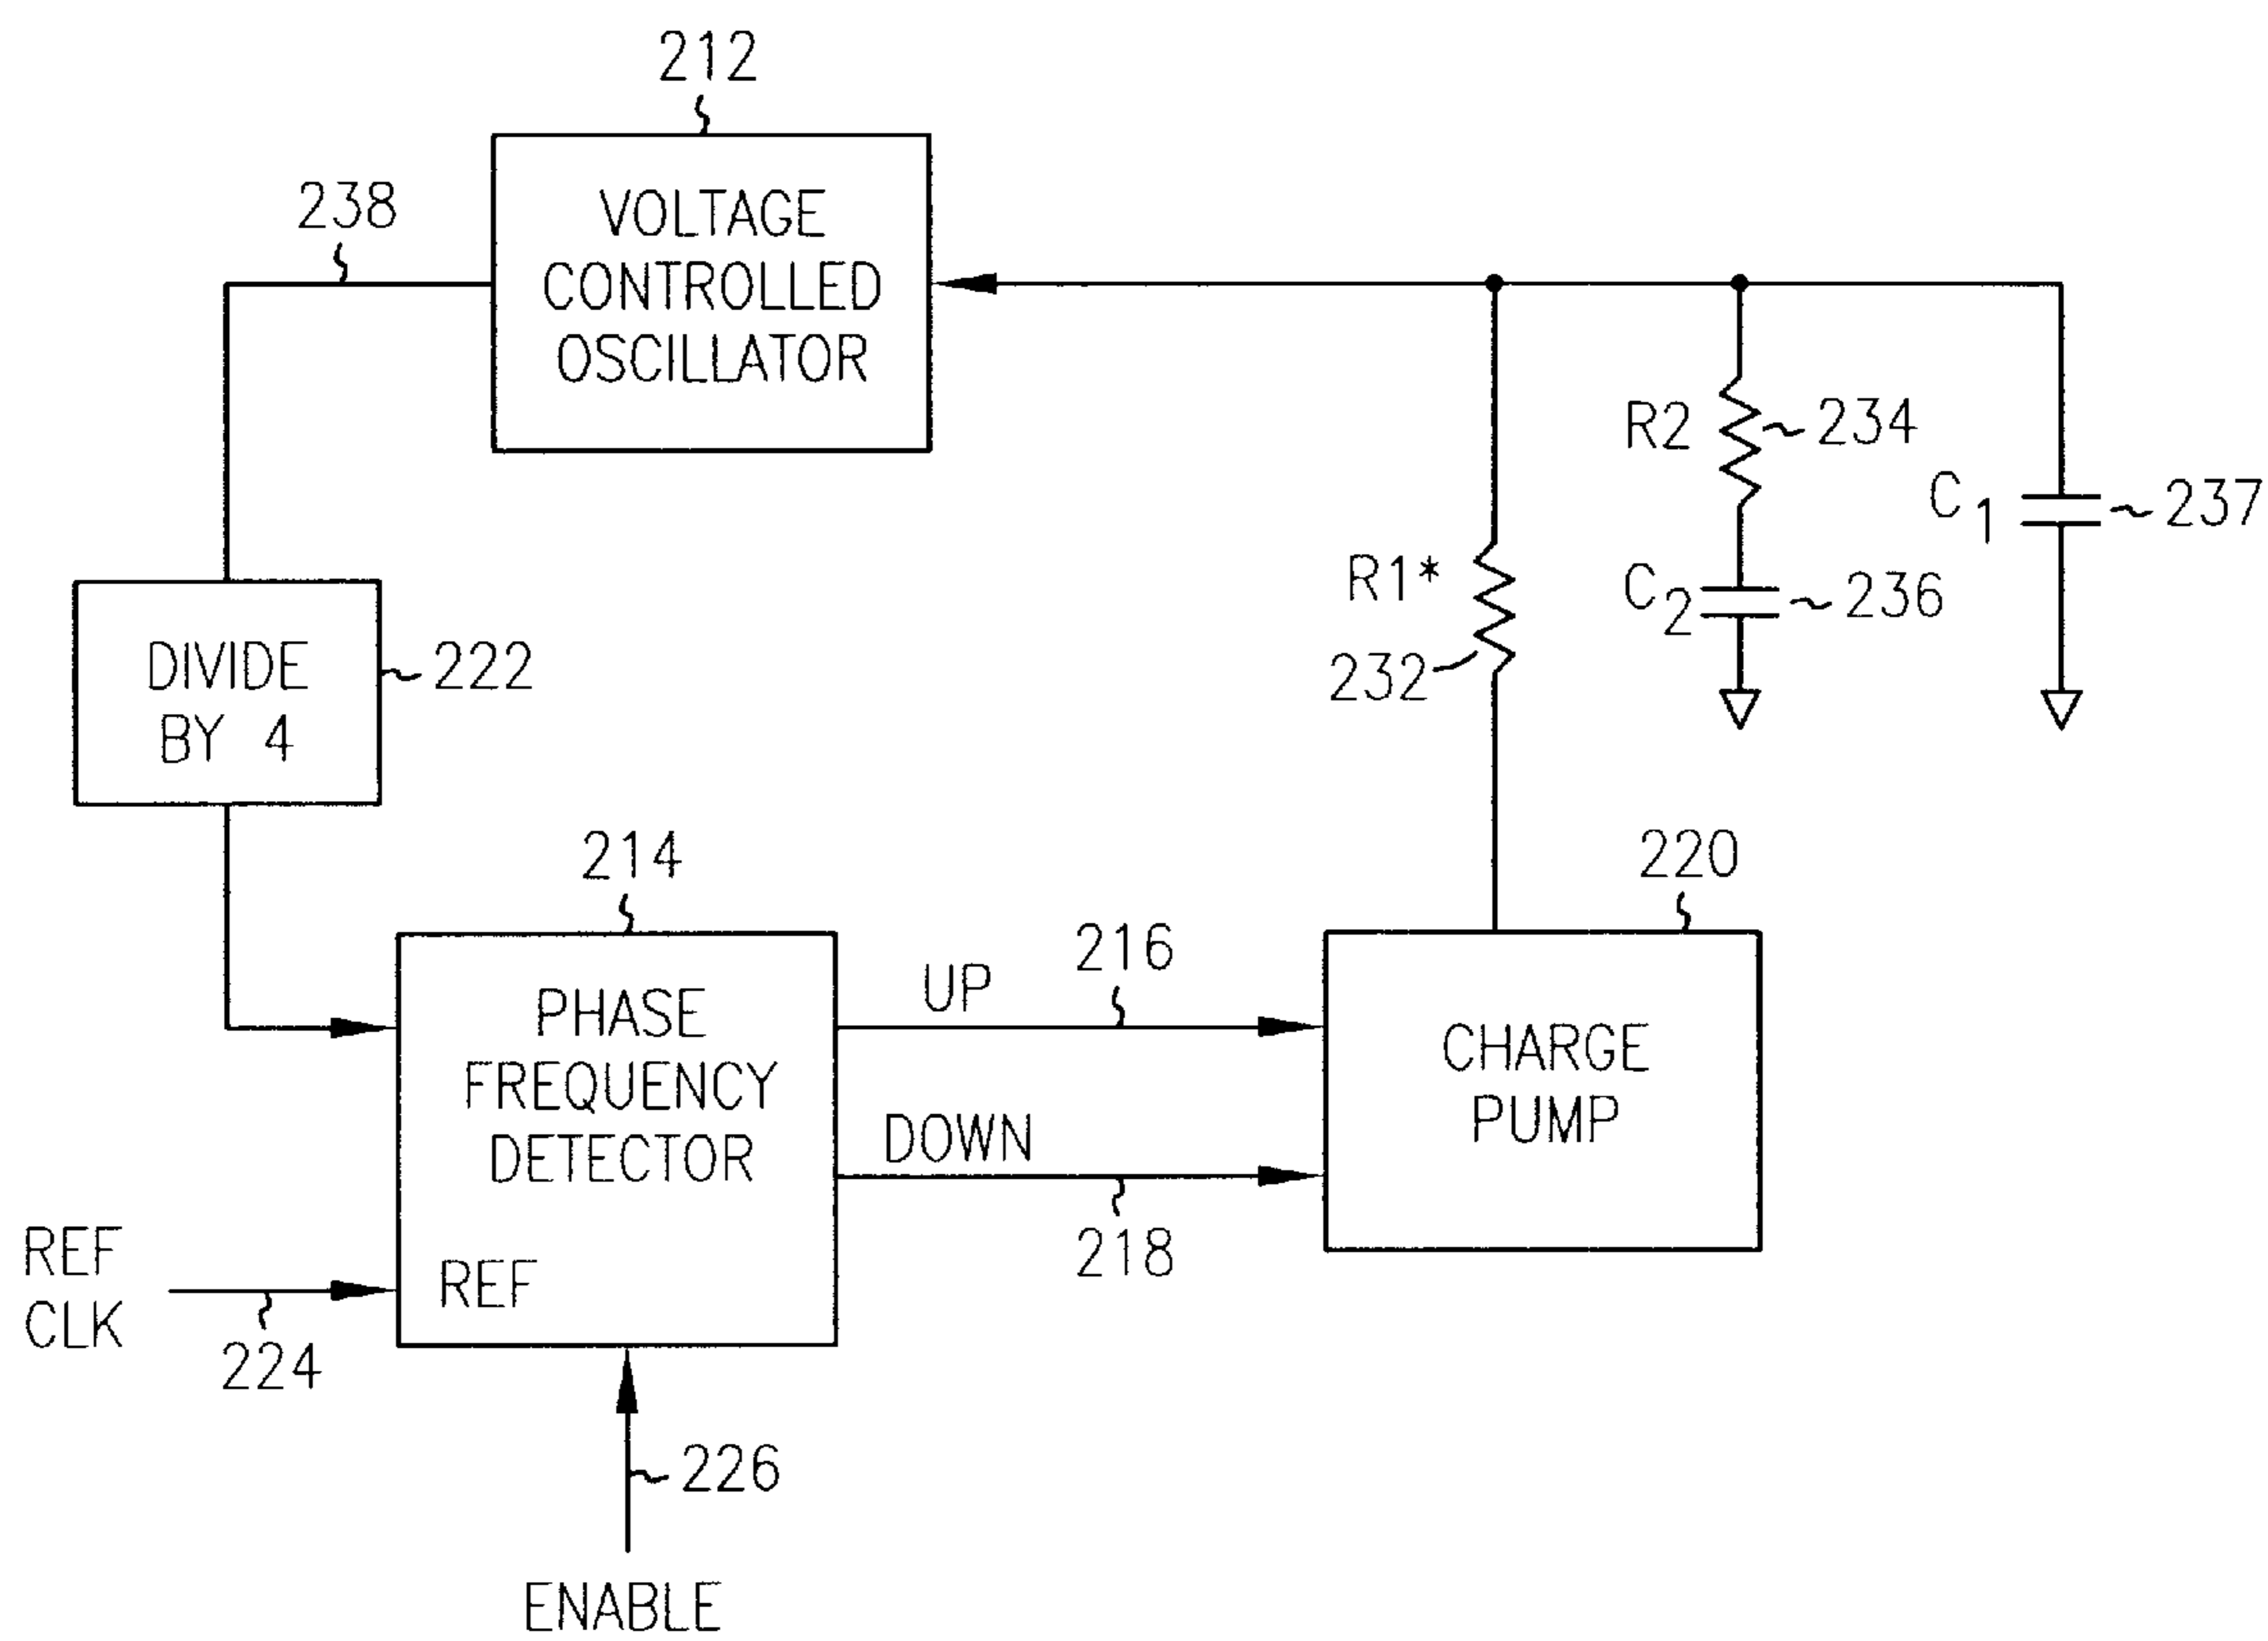 212
238
VOLTAGE
CONTROLLED
OSCILLATOR
R2
234
C1
237
R1*
232
C2
236
DIVIDE
BY 4
222
214
220
UP
216
PHASE
FREQUENCY
DETECTOR
CHARGE
PUMP
DOWN
218
REF
CLK
REF
224
226
ENABLE